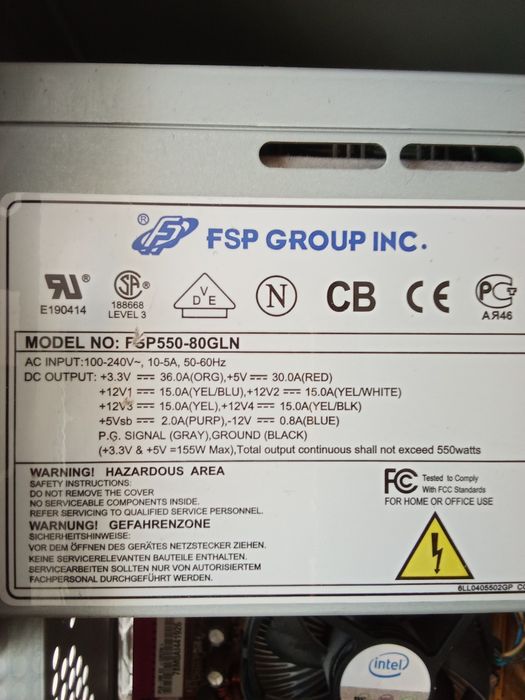 ® FSP GROUP INC.
®
SA ®
V
D E
N
CB
CE
PC
E190414
188668
LEVEL 3
АЯ46
MODEL NO: FSP550-80GLN
AC INPUT:100-240V~, 10-5A, 50-60Hz
DC OUTPUT: +3.3V ⎓ 36.0A(ORG),+5V ⎓ 30.0A(RED)
+12V1 ⎓ 15.0A(YEL/BLU),+12V2 ⎓ 15.0A(YEL/WHITE)
+12V3 ⎓ 15.0A(YEL),+12V4 ⎓ 15.0A(YEL/BLK)
+5Vsb ⎓ 2.0A(PURP),-12V ⎓ 0.8A(BLUE)
P.G. SIGNAL (GRAY),GROUND (BLACK)
(+3.3V & +5V =155W Max),Total output continuous shall not exceed 550watts
WARNING! HAZARDOUS AREA
SAFETY INSTRUCTIONS:
DO NOT REMOVE THE COVER
NO SERVICEABLE COMPONENTS INSIDE.
REFER SERVICING TO QUALIFIED SERVICE PERSONNEL.
WARNUNG! GEFAHRENZONE
SICHERHEITSHINWEISE:
VOR DEM ÖFFNEN DES GERÄTES NETZSTECKER ZIEHEN.
KEINE SERVICERELEVANTEN BAUTEILE ENTHALTEN.
SERVICEARBEITEN SOLLTEN NUR VON AUTORISIERTEM
FACHPERSONAL DURCHGEFÜHRT WERDEN.
FCC Tested to Comply
With FCC Standards
FOR HOME OR OFFICE USE
6LL0405502GP
intel